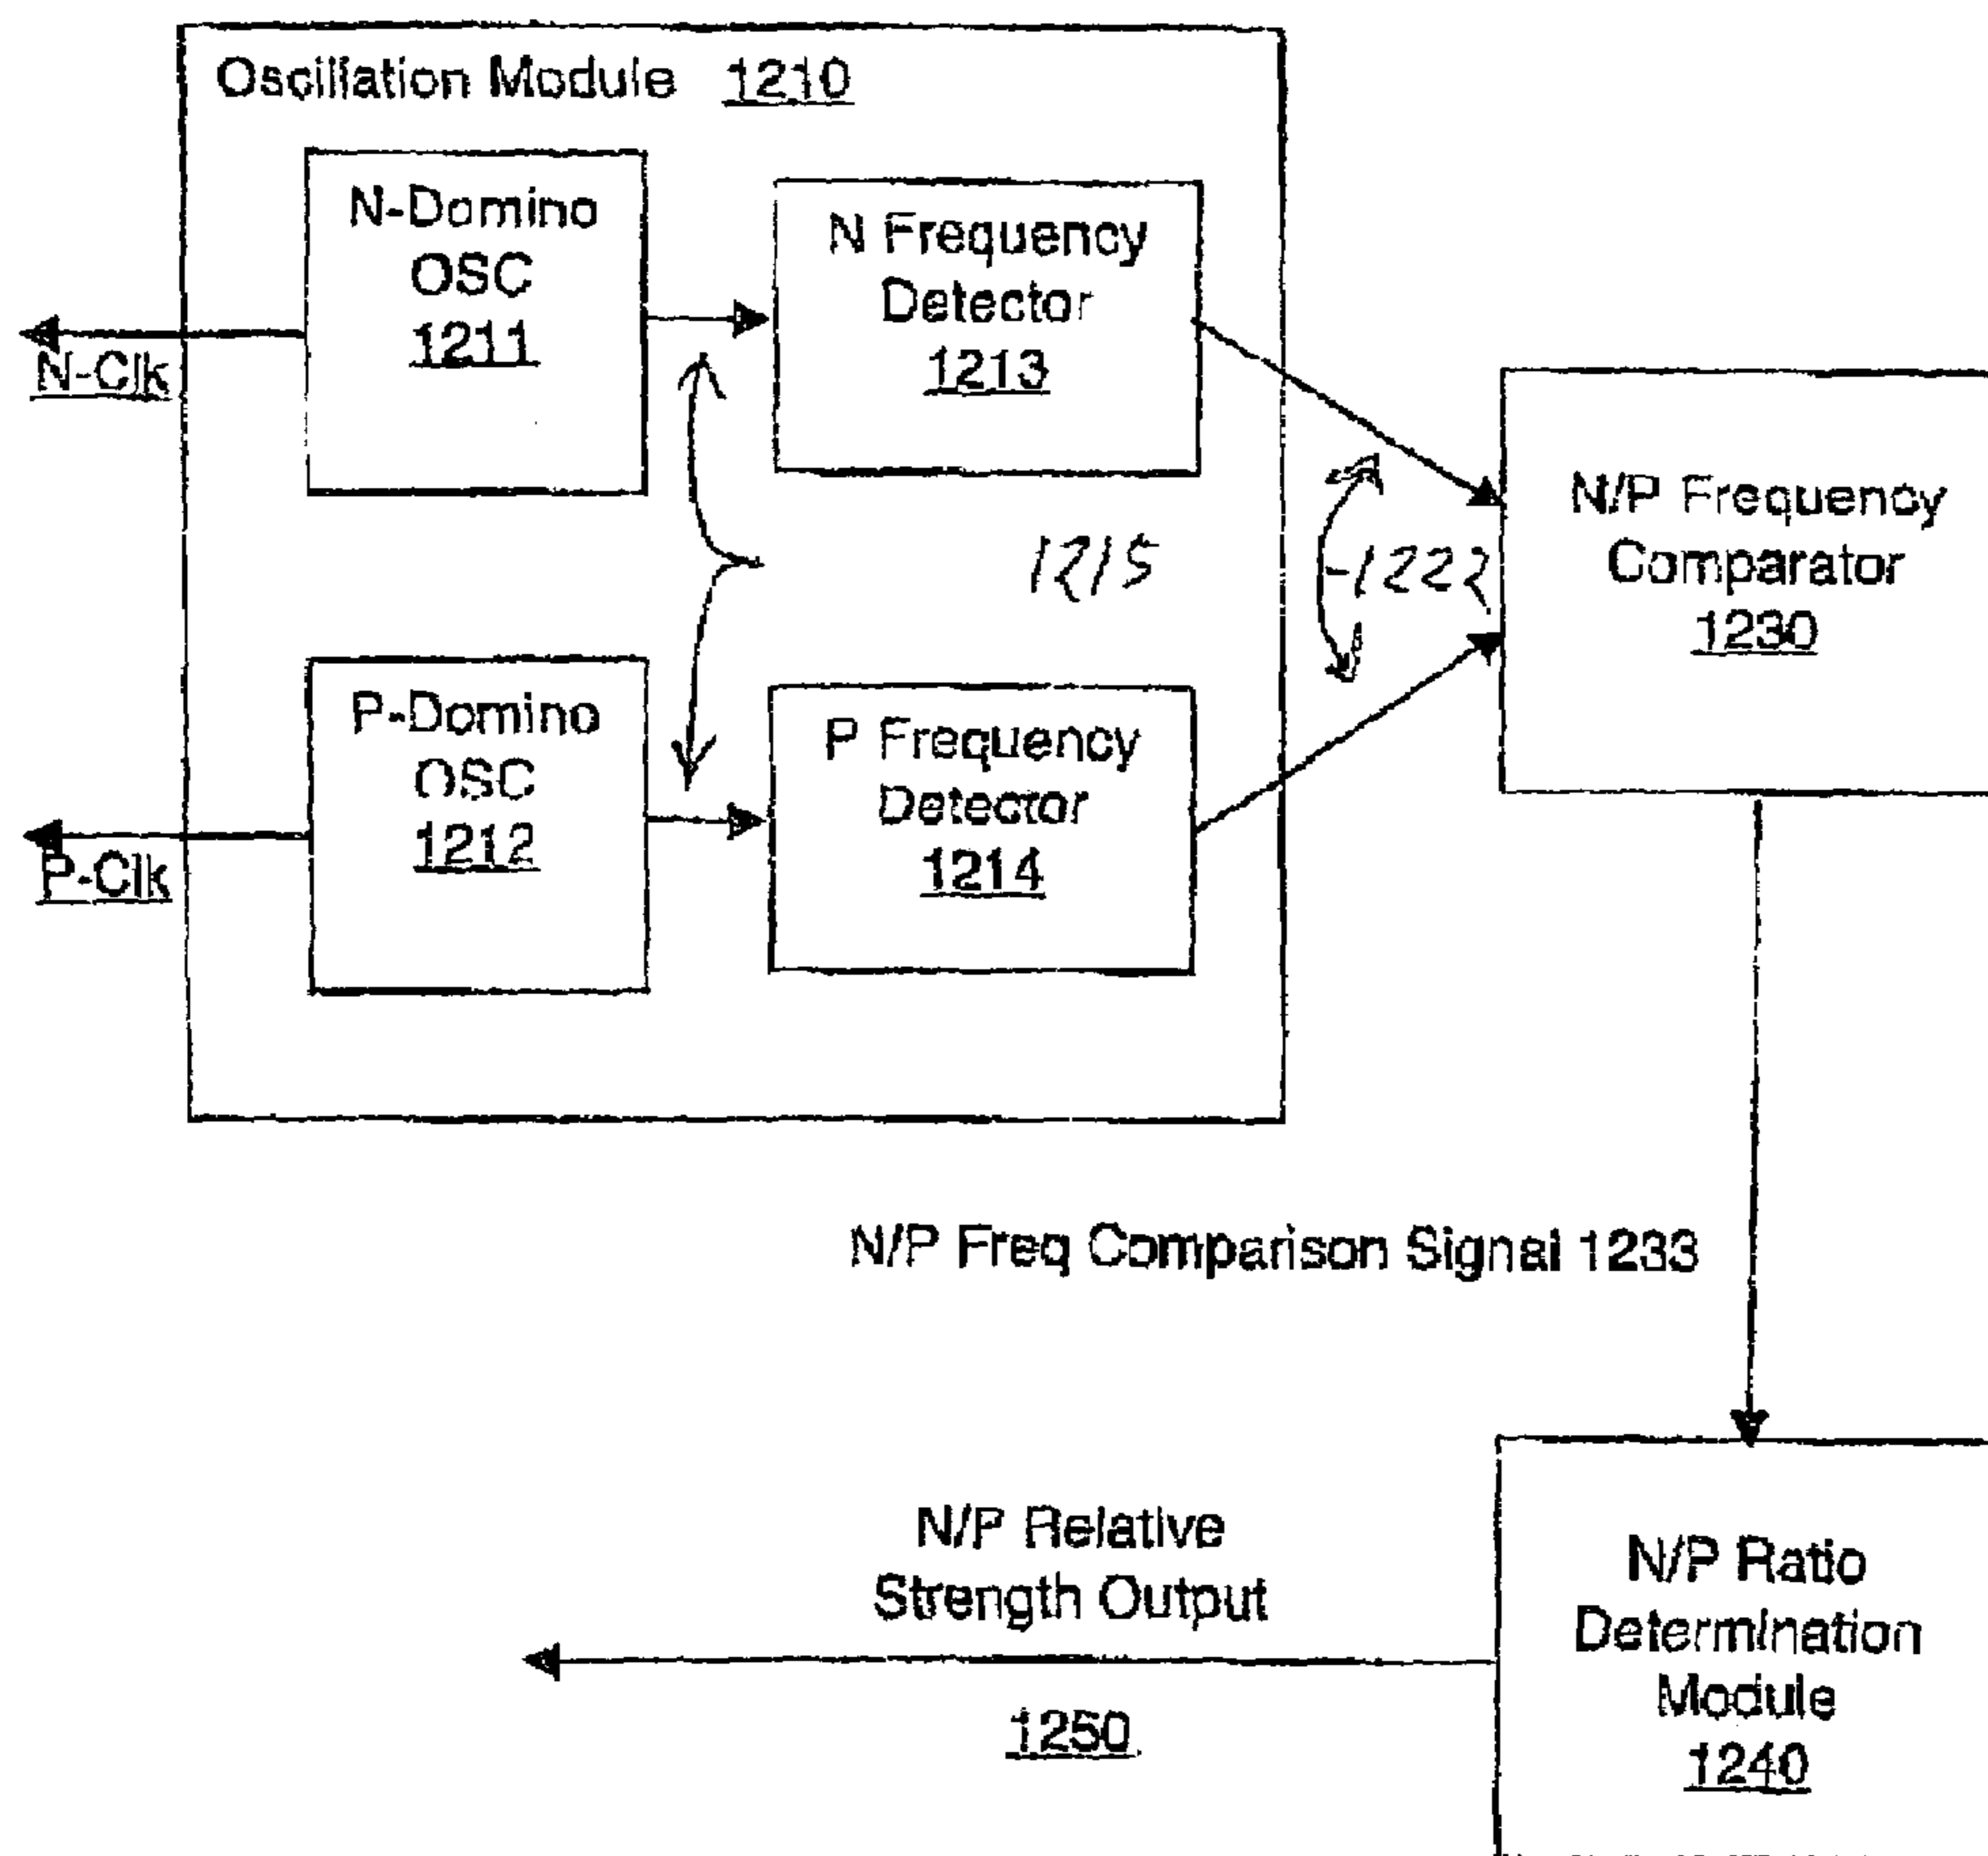 Oscillation Module 1210
N-Domino
OSC
1211
N Frequency
Detector
1213
N-Clk
1215
-1222
N/P Frequency
Comparator
1230
P-Domino
OSC
1212
P Frequency
Detector
1214
P-Clk
N/P Freq Comparison Signal 1233
N/P Relative
Strength Output
1250
N/P Ratio
Determination
Module
1240